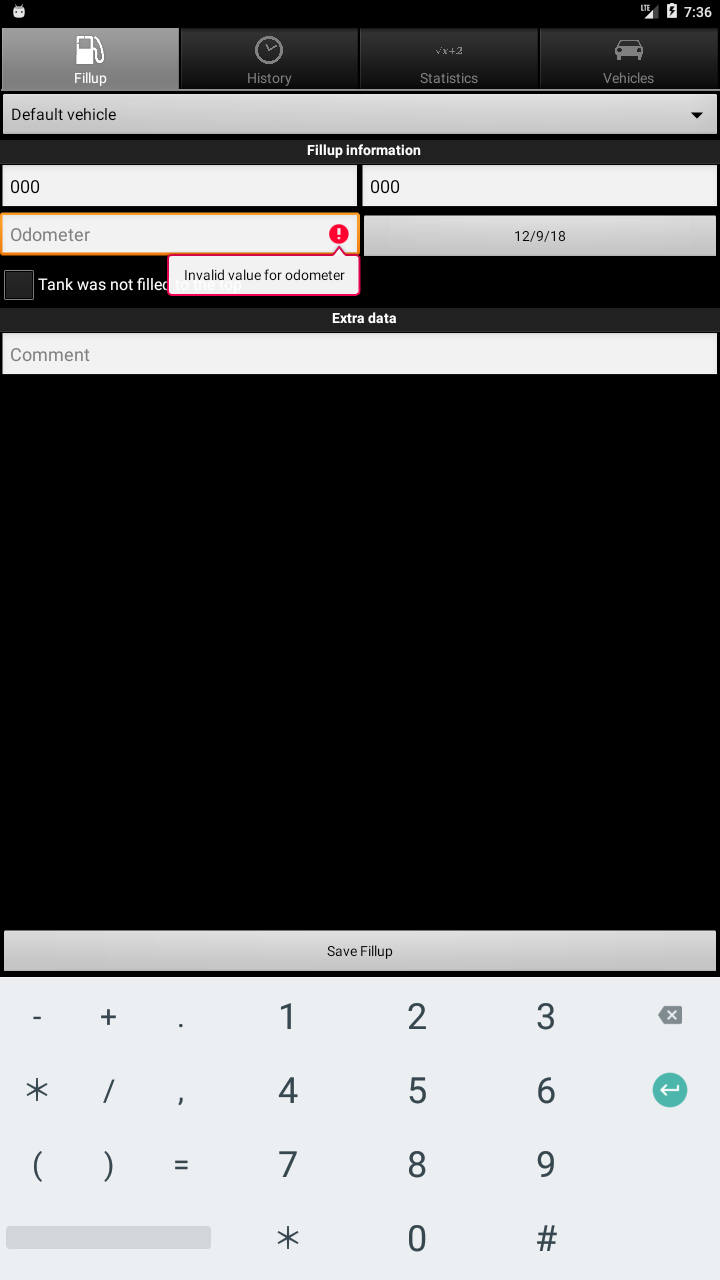 LTE 7:36
Fillup
History
√x+2
Statistics
Vehicles
Default vehicle
Fillup information
000 000
Odometer 12/9/18
Invalid value for odometer
Tank was not filled to the top
Extra data
Comment
Save Fillup
- + . 1 2 3
* / , 4 5 6
( ) = 7 8 9
* 0 #